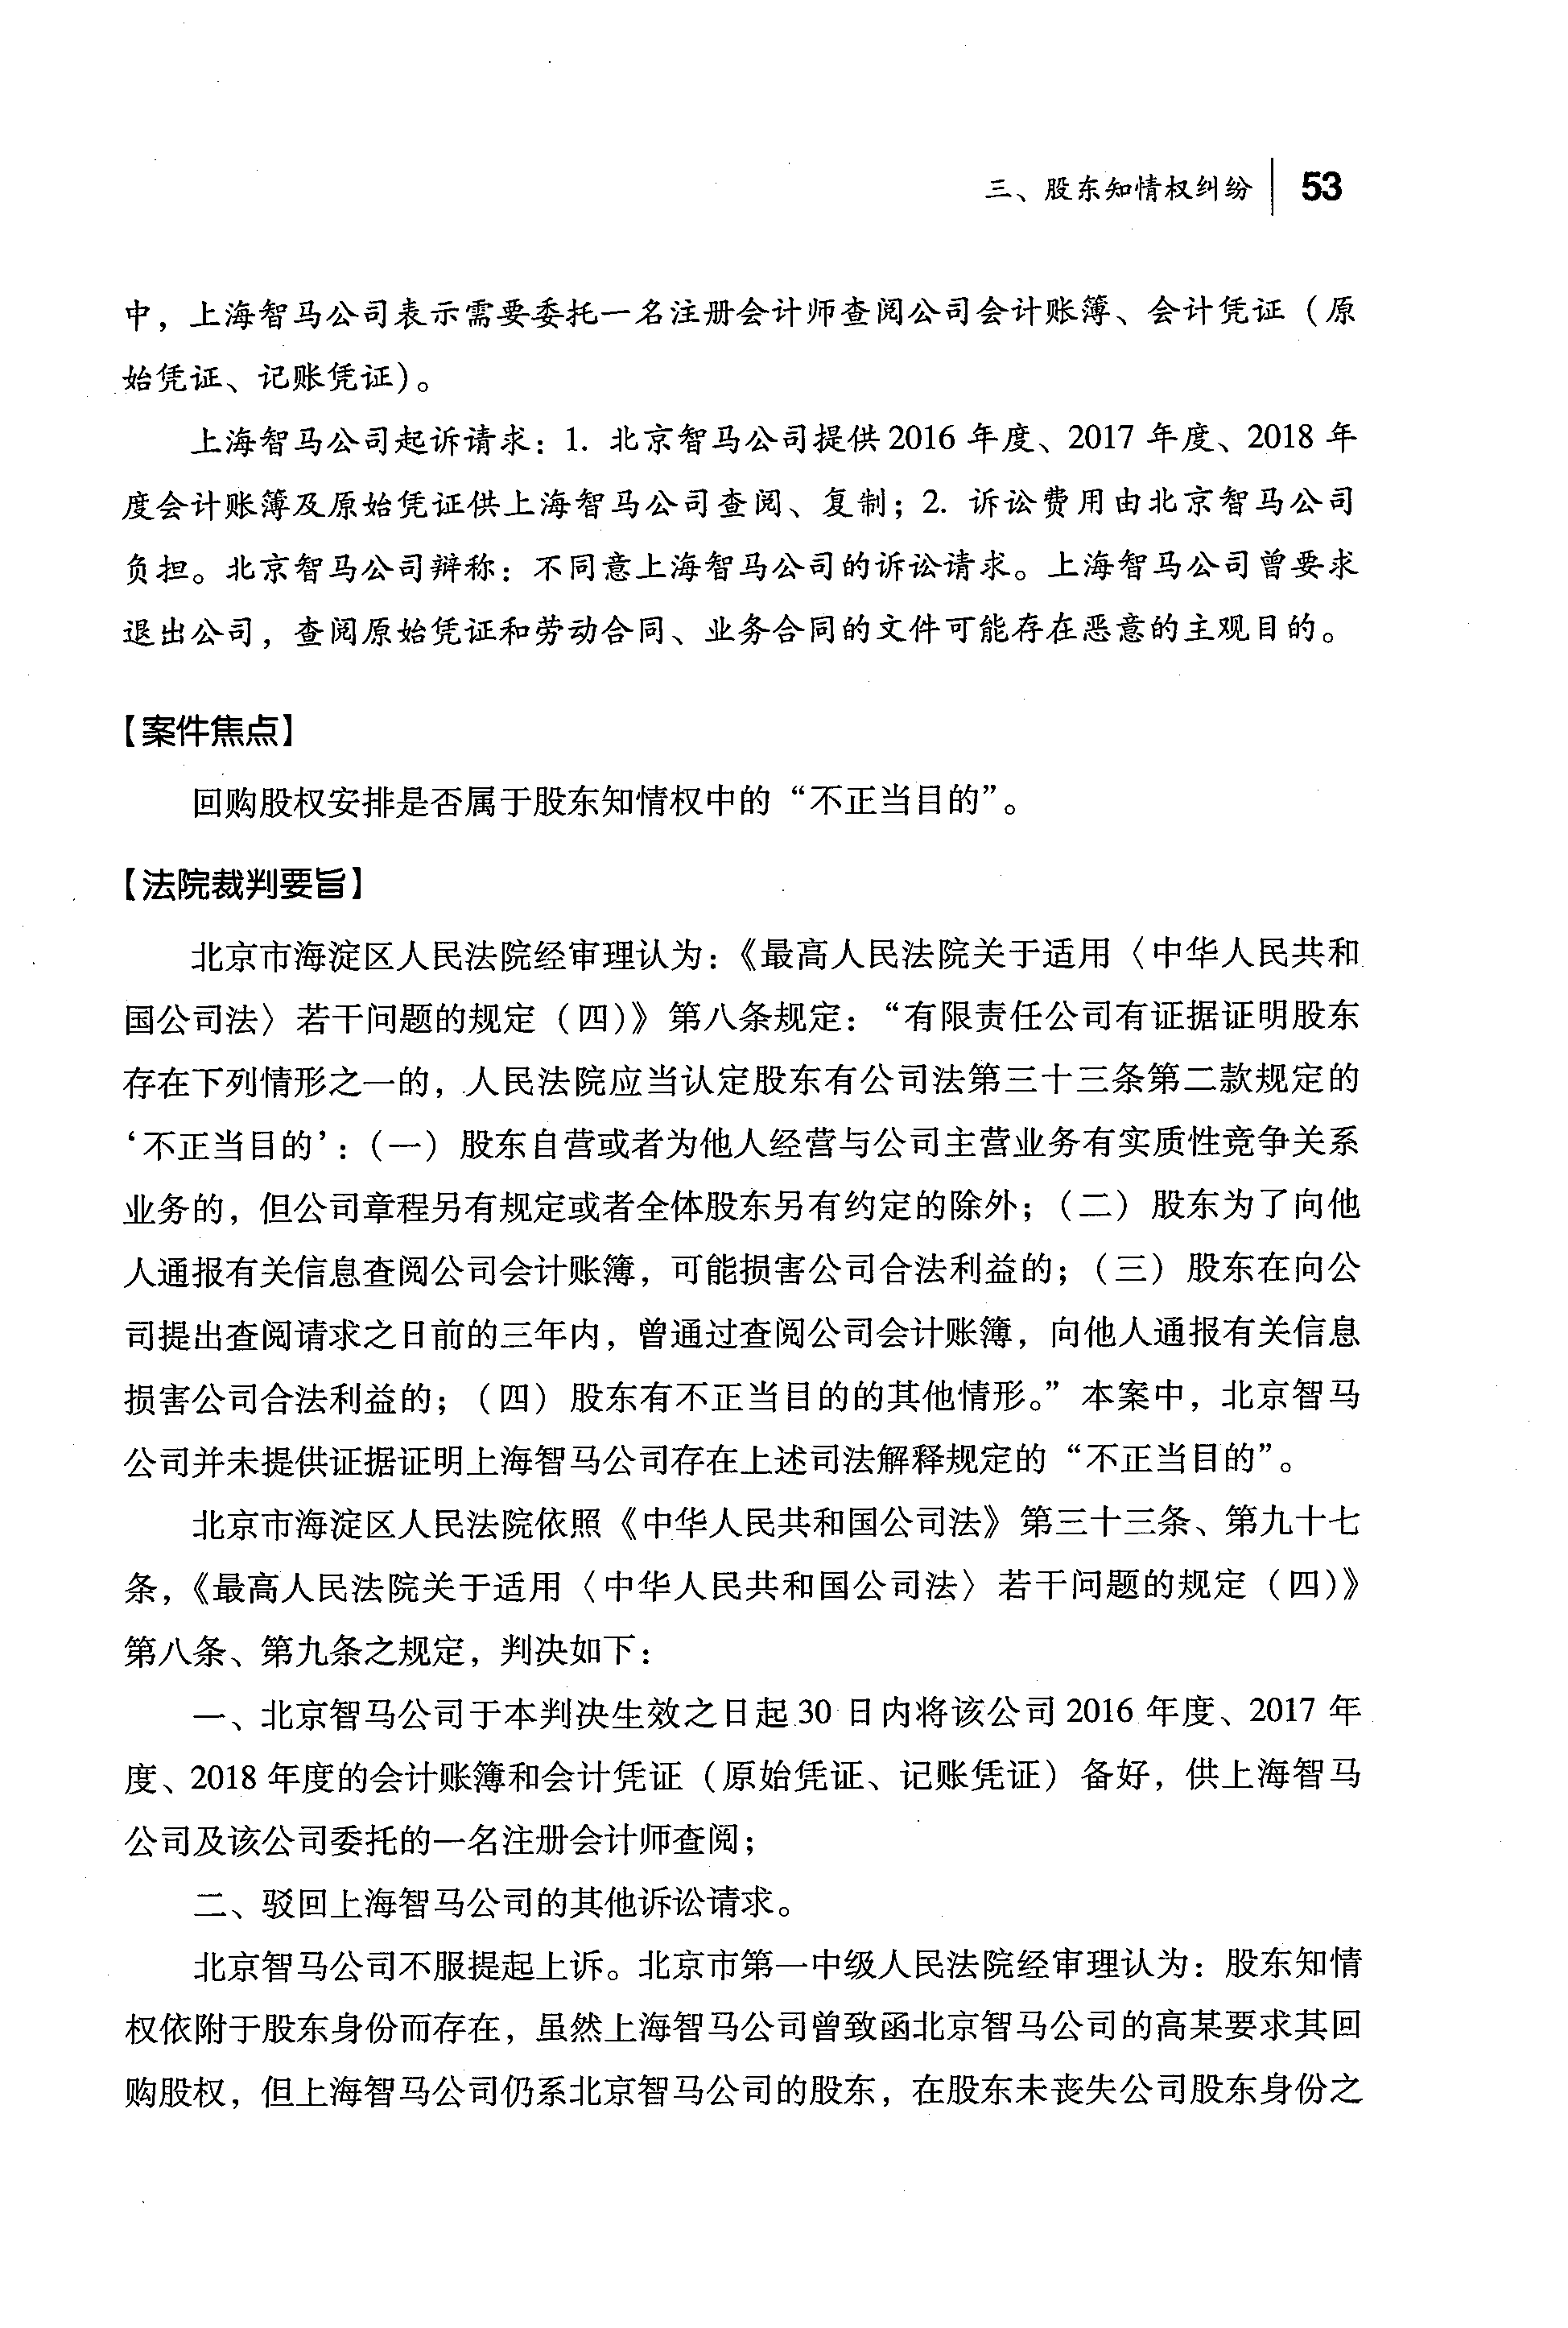 三、股东知情权纠纷 53
中，上海智马公司表示需要委托一名注册会计师查阅公司会计账簿、会计凭证（原
始凭证、记账凭证）。
上海智马公司起诉请求：1. 北京智马公司提供 2016 年度、2017 年度、2018 年
度会计账簿及原始凭证供上海智马公司查阅、复制；2. 诉讼费用由北京智马公司
负担。北京智马公司辩称：不同意上海智马公司的诉讼请求。上海智马公司曾要求
退出公司，查阅原始凭证和劳动合同、业务合同的文件可能存在恶意的主观目的。
【案件焦点】
回购股权安排是否属于股东知情权中的“不正当目的”。
【法院裁判要旨】
北京市海淀区人民法院经审理认为：《最高人民法院关于适用〈中华人民共和
国公司法〉若干问题的规定（四）》第八条规定：“有限责任公司有证据证明股东
存在下列情形之一的，人民法院应当认定股东有公司法第三十三条第二款规定的
‘不正当目的’：（一）股东自营或者为他人经营与公司主营业务有实质性竞争关系
业务的，但公司章程另有规定或者全体股东另有约定的除外；（二）股东为了向他
人通报有关信息查阅公司会计账簿，可能损害公司合法利益的；（三）股东在向公
司提出查阅请求之日前的三年内，曾通过查阅公司会计账簿，向他人通报有关信息
损害公司合法利益的；（四）股东有不正当目的的其他情形。”本案中，北京智马
公司并未提供证据证明上海智马公司存在上述司法解释规定的“不正当目的”。
北京市海淀区人民法院依照《中华人民共和国公司法》第三十三条、第九十七
条，《最高人民法院关于适用〈中华人民共和国公司法〉若干问题的规定（四）》
第八条、第九条之规定，判决如下：
一、北京智马公司于本判决生效之日起 30 日内将该公司 2016 年度、2017 年
度、2018 年度的会计账簿和会计凭证（原始凭证、记账凭证）备好，供上海智马
公司及该公司委托的一名注册会计师查阅；
二、驳回上海智马公司的其他诉讼请求。
北京智马公司不服提起上诉。北京市第一中级人民法院经审理认为：股东知情
权依附于股东身份而存在，虽然上海智马公司曾致函北京智马公司的高某要求其回
购股权，但上海智马公司仍系北京智马公司的股东，在股东未丧失公司股东身份之